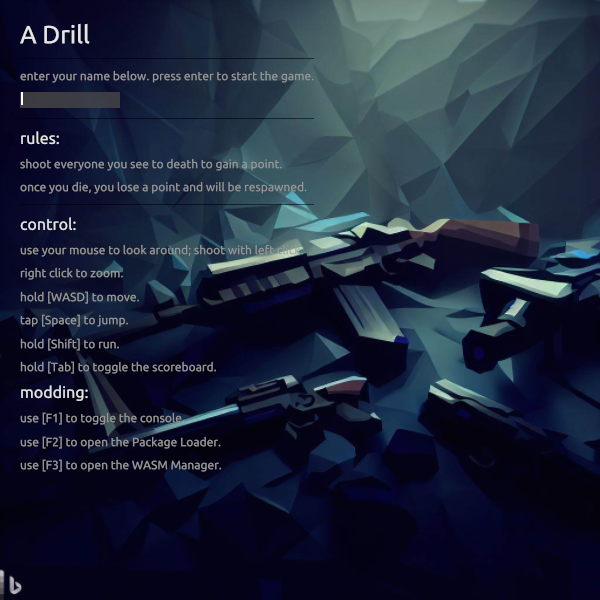 A Drill
enter your name below. press enter to start the game.
rules:
shoot everyone you see to death to gain a point.
once you die, you lose a point and will be respawned.
control:
use your mouse to look around; shoot with left click.
right click to zoom.
hold [WASD] to move.
tap [Space] to jump.
hold [Shift] to run.
hold [Tab] to toggle the scoreboard.
modding:
use [F1] to toggle the console.
use [F2] to open the Package Loader.
use [F3] to open the WASM Manager.